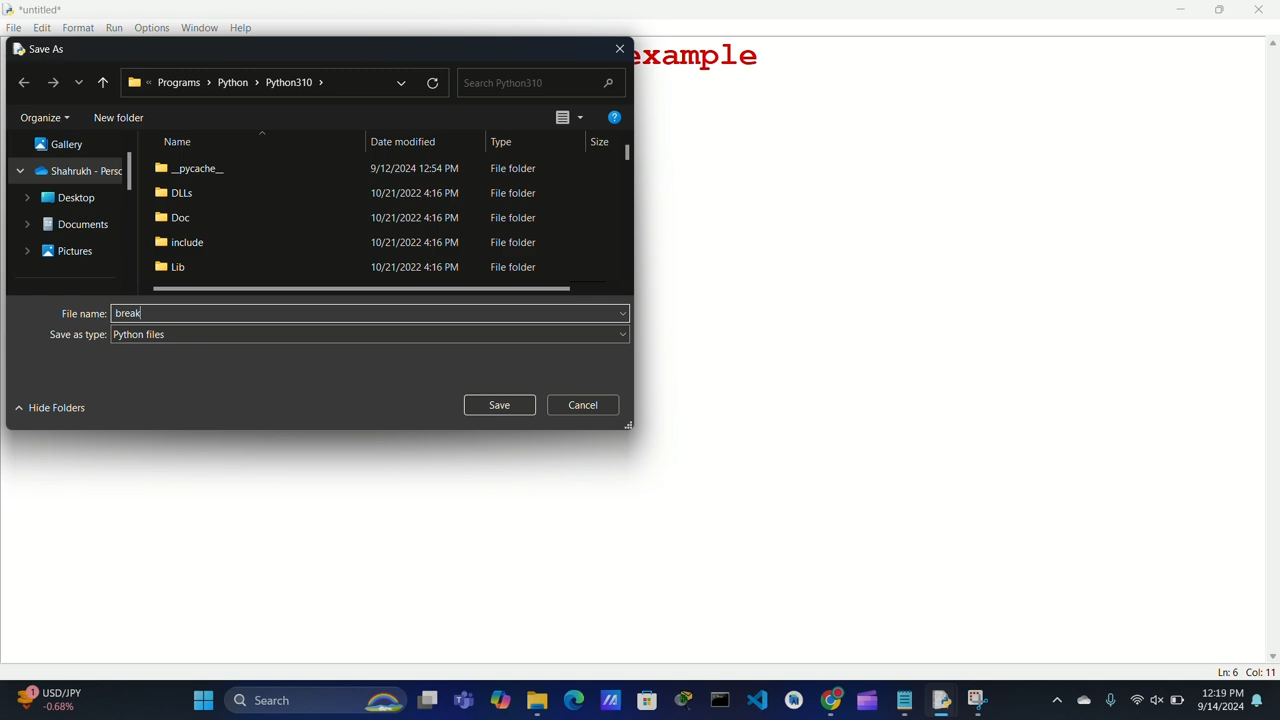 *untitled*
File Edit Format Run Options Window Help
Save As
example
« Programs > Python > Python310 >
Search Python310
Organize
New folder
Gallery
Shahrukh - Persc
Desktop
Documents
Pictures
Name Date modified Type Size
__pycache__ 9/12/2024 12:54 PM File folder
DLLs 10/21/2022 4:16 PM File folder
Doc 10/21/2022 4:16 PM File folder
include 10/21/2022 4:16 PM File folder
Lib 10/21/2022 4:16 PM File folder
File name: break
Save as type: Python files
Hide Folders
Save
Cancel
Ln: 6 Col: 11
1
USD/JPY
-0.68%
Search
12:19 PM
9/14/2024